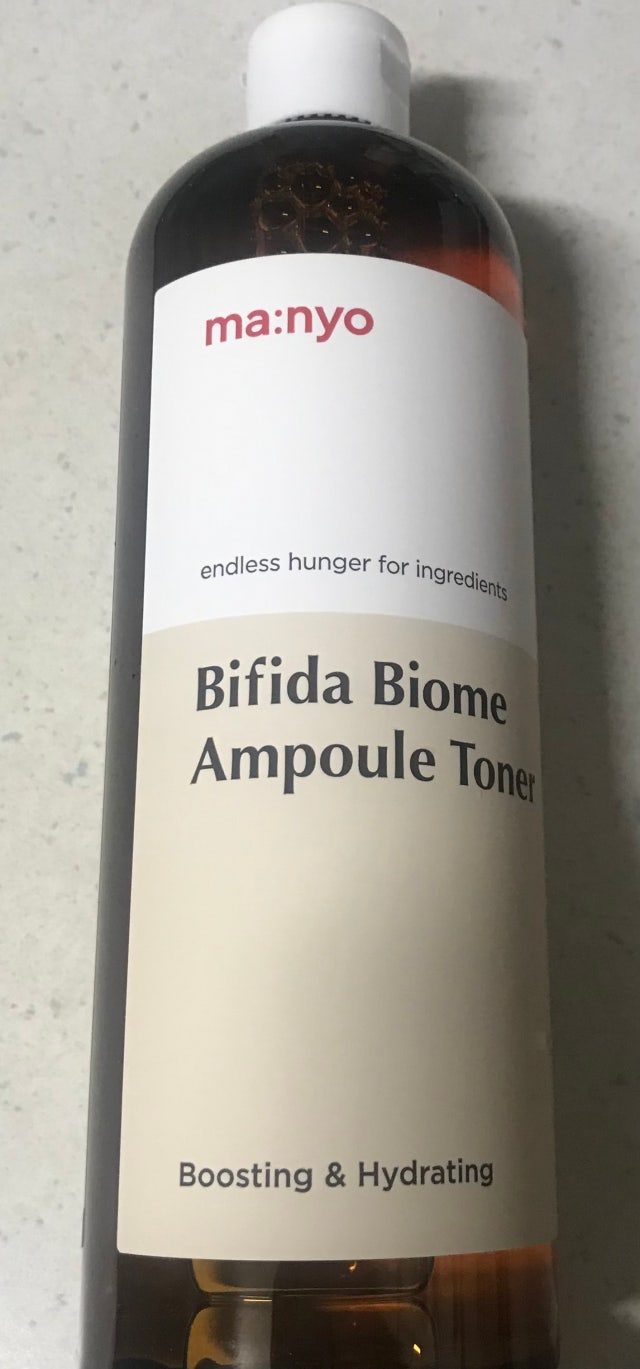 ma:nyo
endless hunger for ingredients
Bifida Biome
Ampoule Toner
Boosting & Hydrating